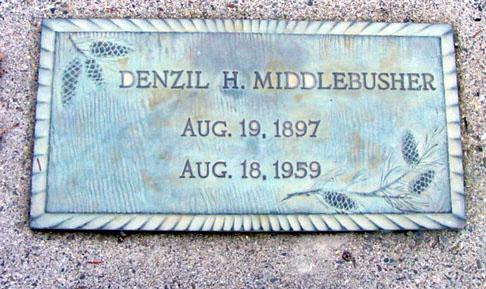 DENZIL H. MIDDLEBUSHER
AUG. 19, 1897
AUG. 18, 1959